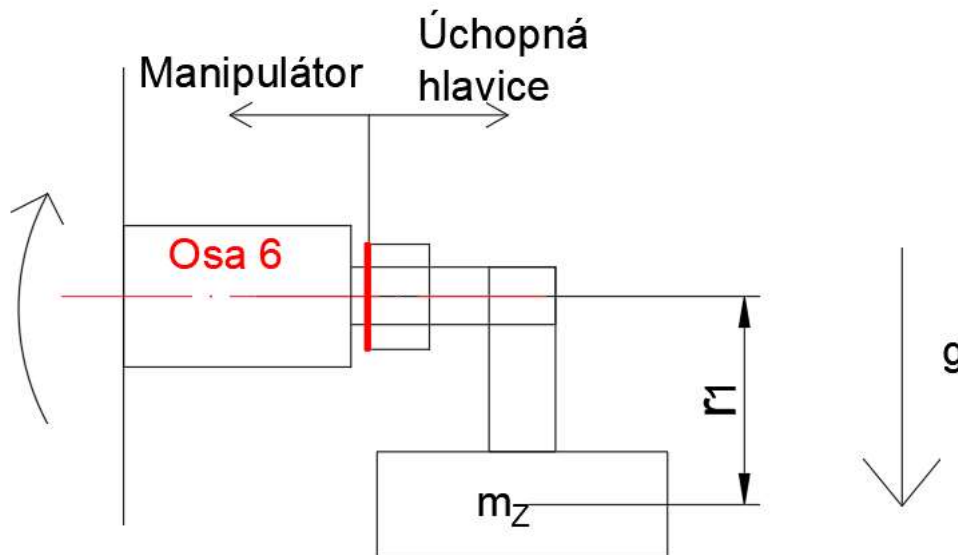 Manipulátor
Úchopná
hlavice
Osa 6
r1
g
mz